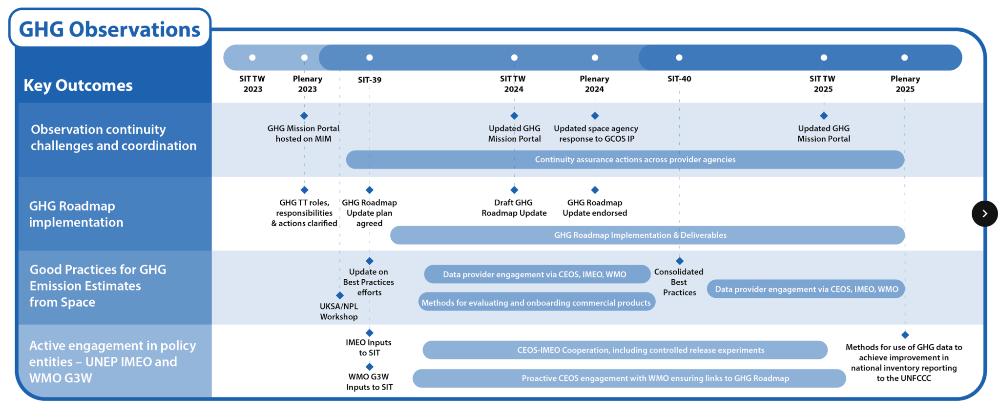 GHG Observations
Key Outcomes
SIT TW
2023
Plenary
2023
SIT-39
SIT TW
2024
Plenary
2024
SIT-40
SIT TW
2025
Plenary
2025
Observation continuity
challenges and coordination
GHG Mission Portal
hosted on MIM
Updated GHG
Mission Portal
Updated space agency
response to GCOS IP
Updated GHG
Mission Portal
Continuity assurance actions across provider agencies
GHG Roadmap
implementation
GHG TT roles,
responsibilities
& actions clarified
GHG Roadmap
Update plan
agreed
Draft GHG
Roadmap Update
GHG Roadmap
Update endorsed
GHG Roadmap Implementation & Deliverables
Good Practices for GHG
Emission Estimates
from Space
UKSA/NPL
Workshop
Update on
Best Practices
efforts
Data provider engagement via CEOS, IMEO, WMO
Methods for evaluating and onboarding commercial products
Consolidated
Best
Practices
Data provider engagement via CEOS, IMEO, WMO
Active engagement in policy
entities – UNEP IMEO and
WMO G3W
IMEO Inputs
to SIT
WMO G3W
Inputs to SIT
CEOS-IMEO Cooperation, including controlled release experiments
Proactive CEOS engagement with WMO ensuring links to GHG Roadmap
Methods for use of GHG data to
achieve improvement in
national inventory reporting
to the UNFCCC